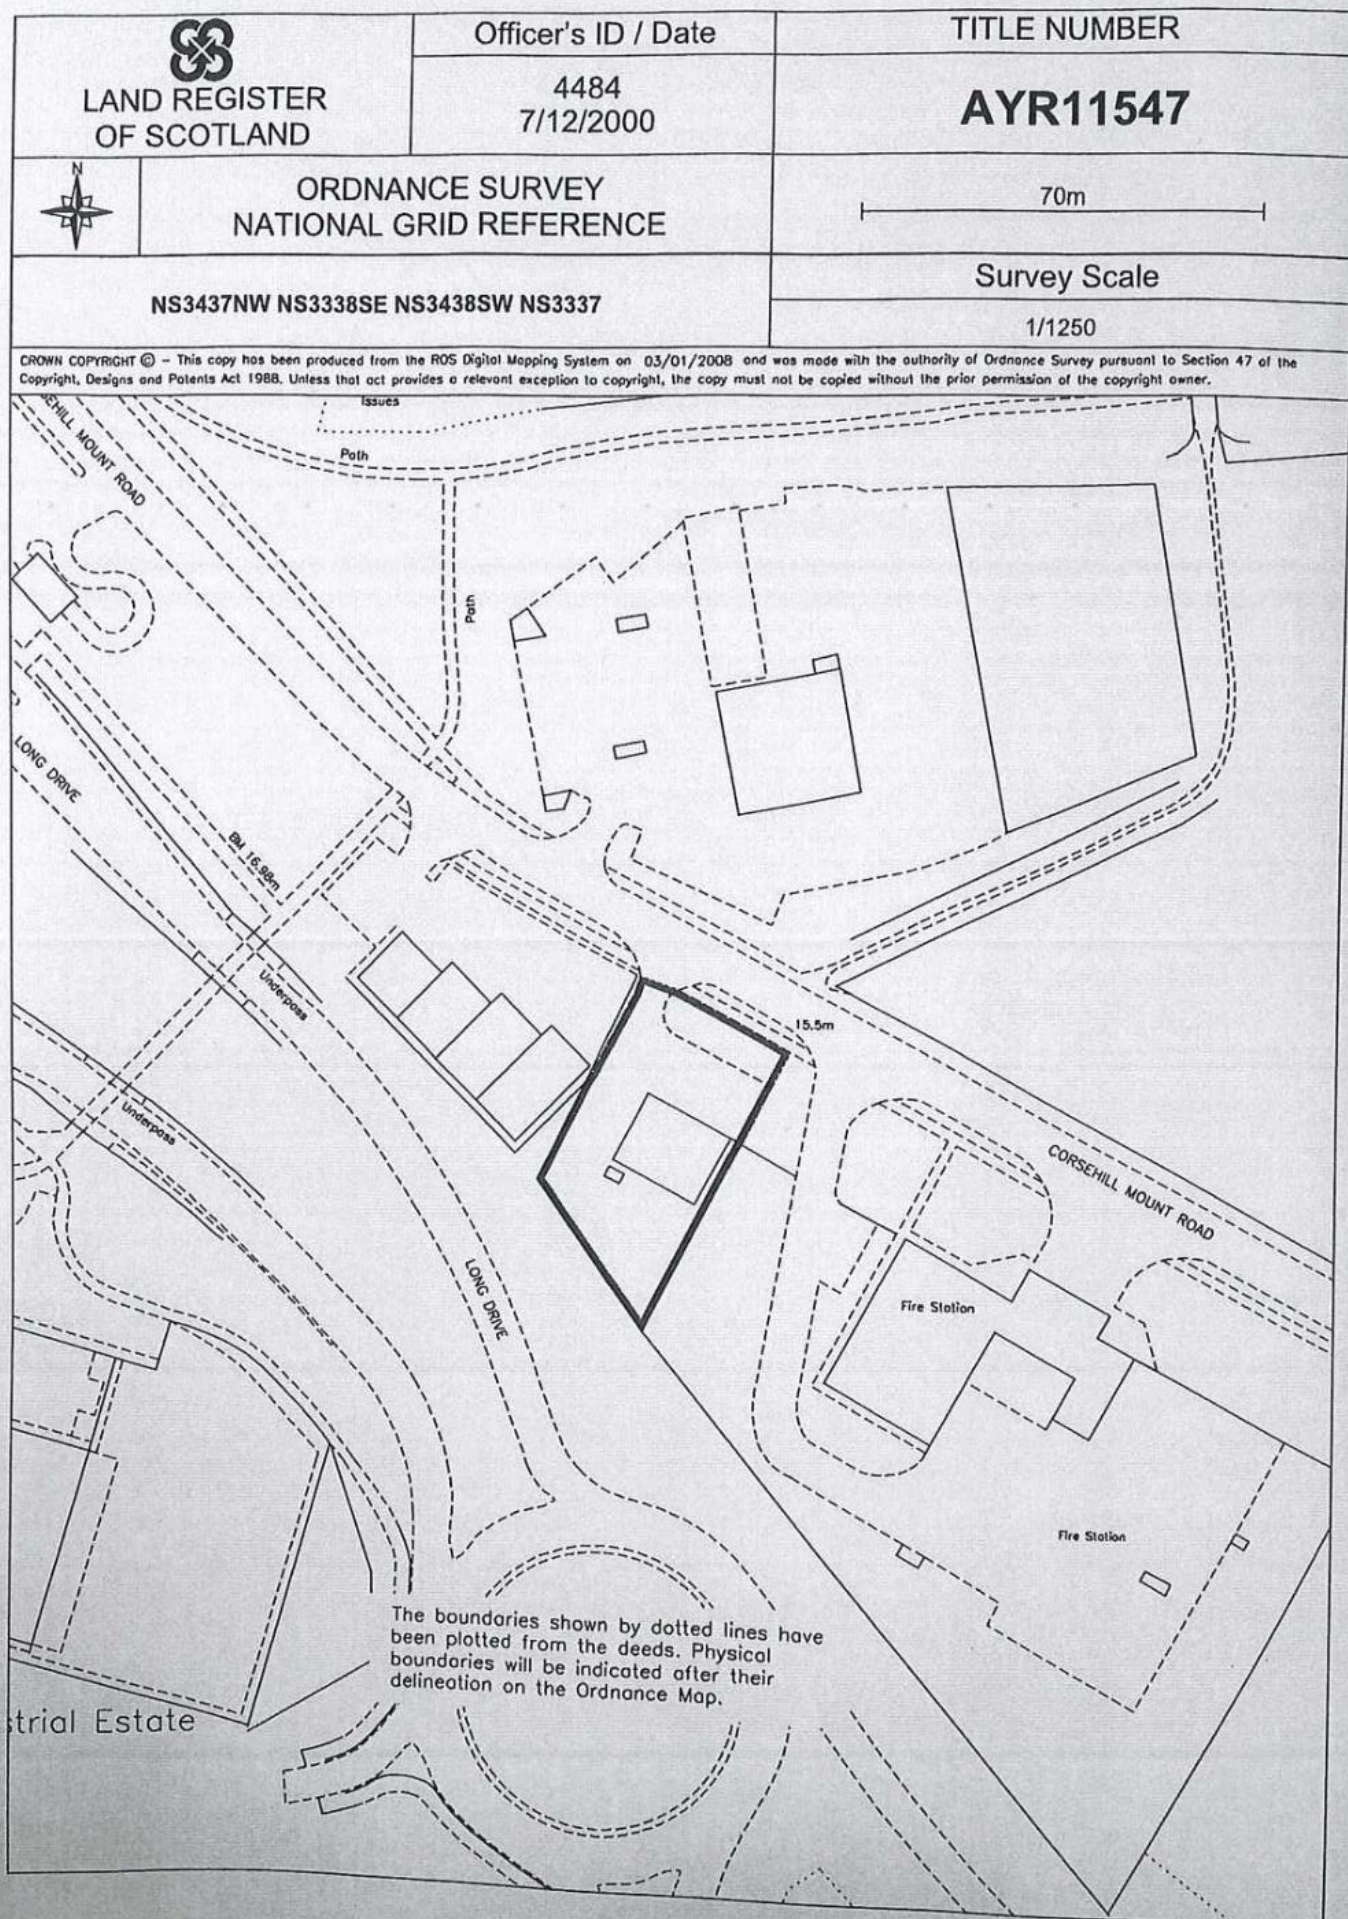 LAND REGISTER
OF SCOTLAND
Officer's ID / Date
4484
7/12/2000
TITLE NUMBER
AYR11547
N
ORDNANCE SURVEY
NATIONAL GRID REFERENCE
70m
NS3437NW NS3338SE NS3438SW NS3337
Survey Scale
1/1250
CROWN COPYRIGHT © – This copy has been produced from the ROS Digital Mapping System on 03/01/2008 and was made with the authority of Ordnance Survey pursuant to Section 47 of the
Copyright, Designs and Patents Act 1988. Unless that act provides a relevant exception to copyright, the copy must not be copied without the prior permission of the copyright owner.
Issues
SEHILL MOUNT ROAD
Path
Path
LONG DRIVE
BM 16.98m
Underpass
15.5m
Underpass
CORSEHILL MOUNT ROAD
LONG DRIVE
Fire Station
Fire Station
The boundaries shown by dotted lines have
been plotted from the deeds. Physical
boundaries will be indicated after their
delineation on the Ordnance Map.
strial Estate